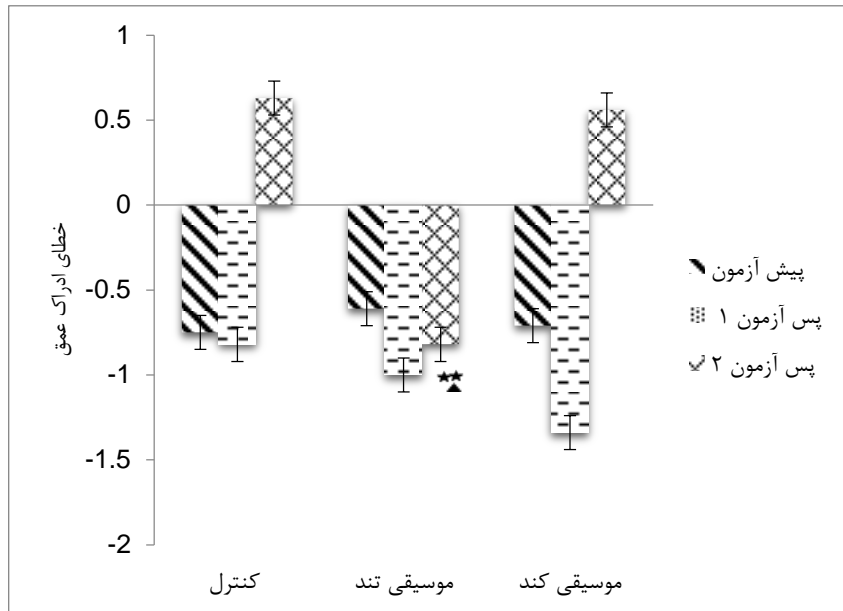 1
0.5
0
-0.5
-1
-1.5
-2
خطای ادراک عمق
کنترل
موسیقی تند
موسیقی کند
پیش آزمون
پس آزمون ۱
پس آزمون ۲